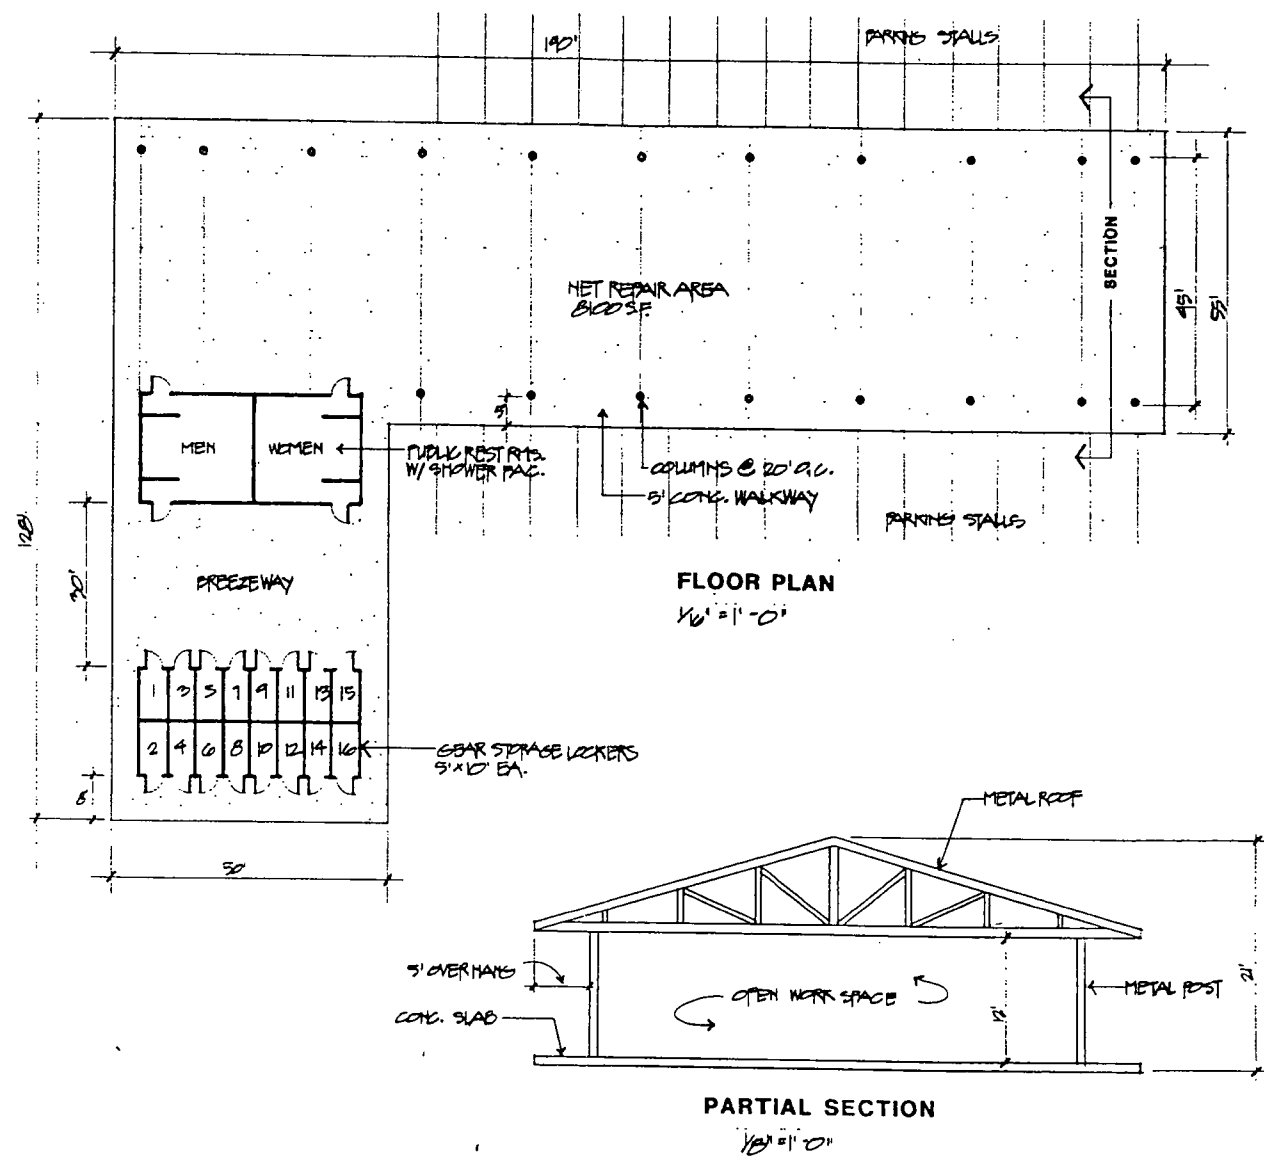 PARKING STALLS
190'
SECTION
NET REPAIR AREA
8100 S.F.
45'
55'
5'
MEN
WOMEN
PUBLIC REST RMS.
W/ SHOWER FAC.
COLUMNS @ 20' O.C.
5' CONC. WALKWAY
PARKING STALLS
128'
30'
BREEZEWAY
FLOOR PLAN
1/16" = 1'-0"
1 3 5 7 9 11 13 15
2 4 6 8 10 12 14 16
GEAR STORAGE LOCKERS
5' x 10' EA.
8'
50'
METAL ROOF
5' OVERHANG
OPEN WORK SPACE
METAL POST
CONC. SLAB
12'
21'
PARTIAL SECTION
1/8" = 1'-0"